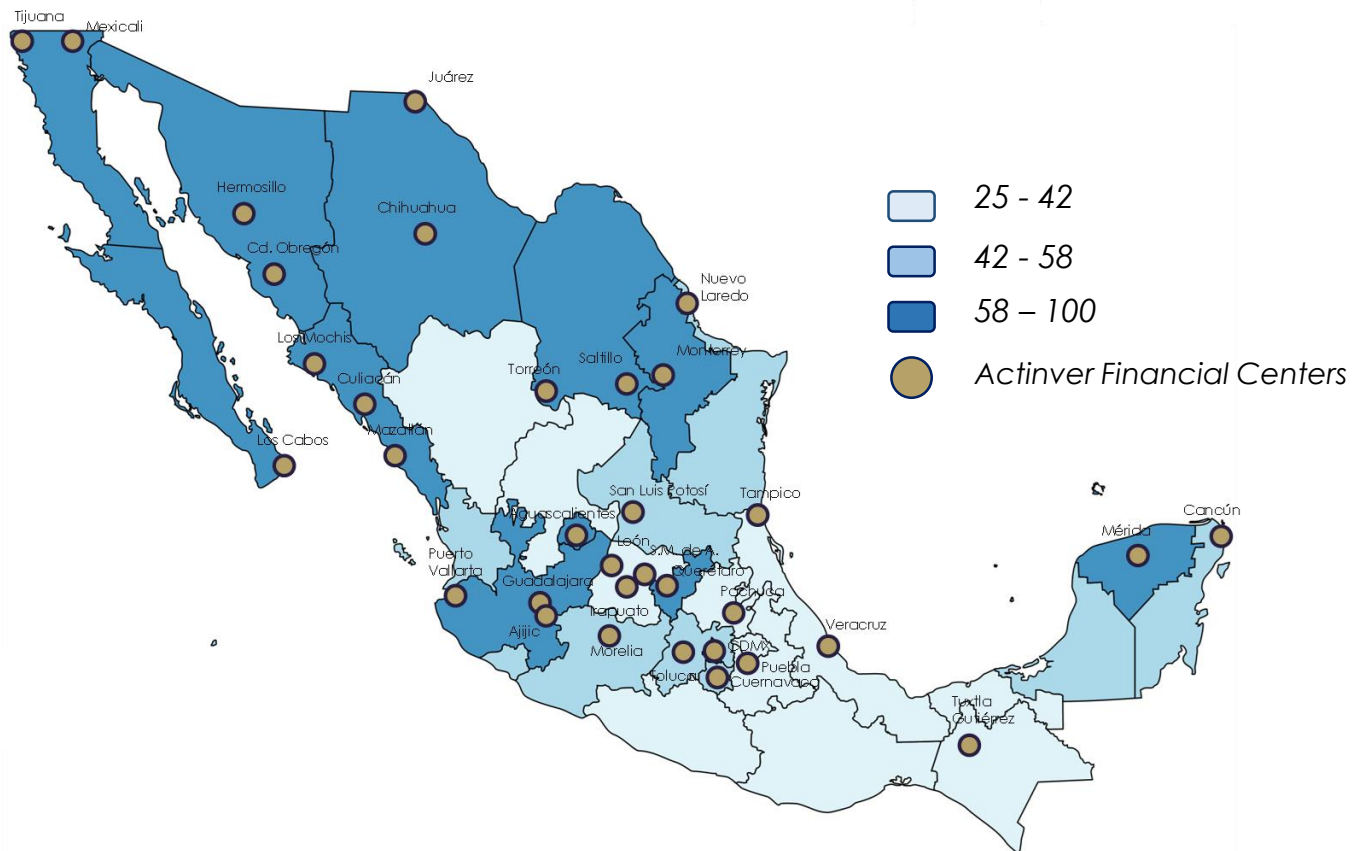 Tijuana
Mexicali
Juárez
Hermosillo
Chihuahua
Cd. Obregón
Nuevo
Laredo
Los Mochis
Culiacán
Torreón
Saltillo
Monterrey
Los Cabos
Mazatlán
San Luis Potosí
Tampico
Aguascalientes
León
S.M. de A.
Puerto
Vallarta
Guadalajara
Querétaro
Pachuca
Irapuato
Ajijic
Morelia
Veracruz
CDMX
Toluca
Puebla
Cuernavaca
Mérida
Cancún
Tuxtla
Gutiérrez
25 - 42
42 - 58
58 – 100
Actinver Financial Centers